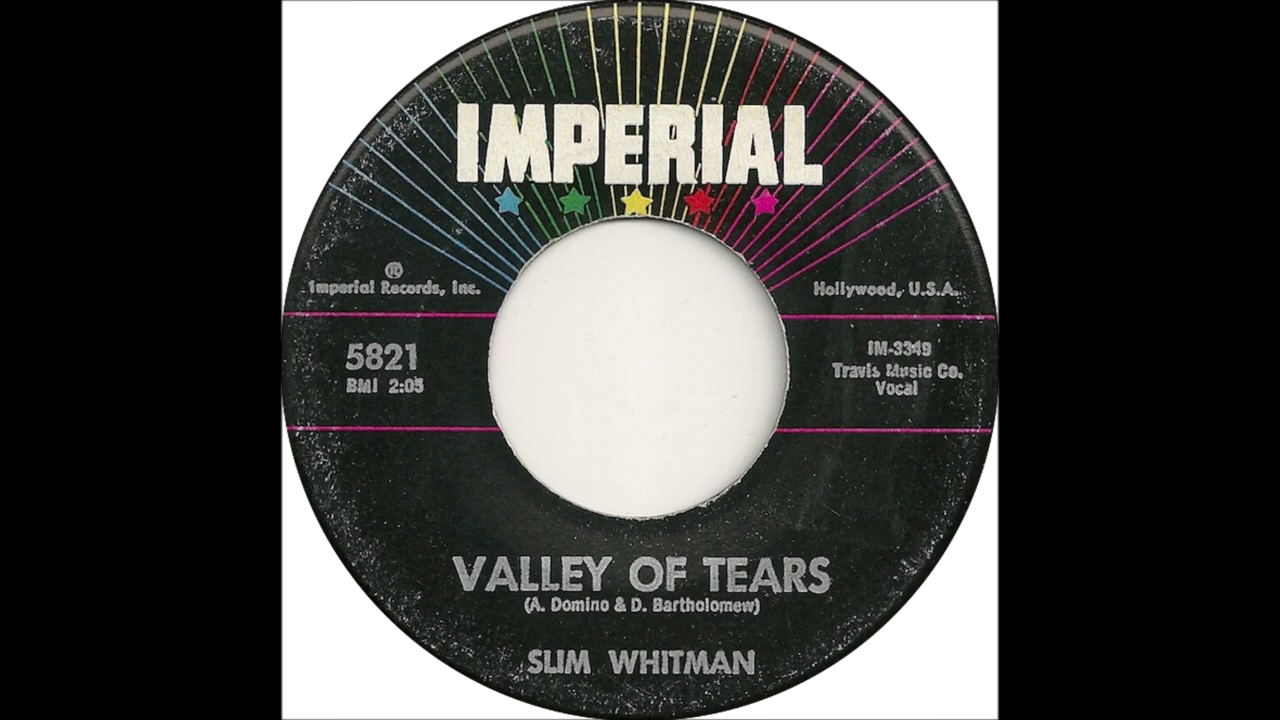 IMPERIAL
®
Imperial Records, Inc.
Hollywood, U.S.A.
5821
BMI 2:05
IM-3349
Travis Music Co.
Vocal
VALLEY OF TEARS
(A. Domino & D. Bartholomew)
SLIM WHITMAN